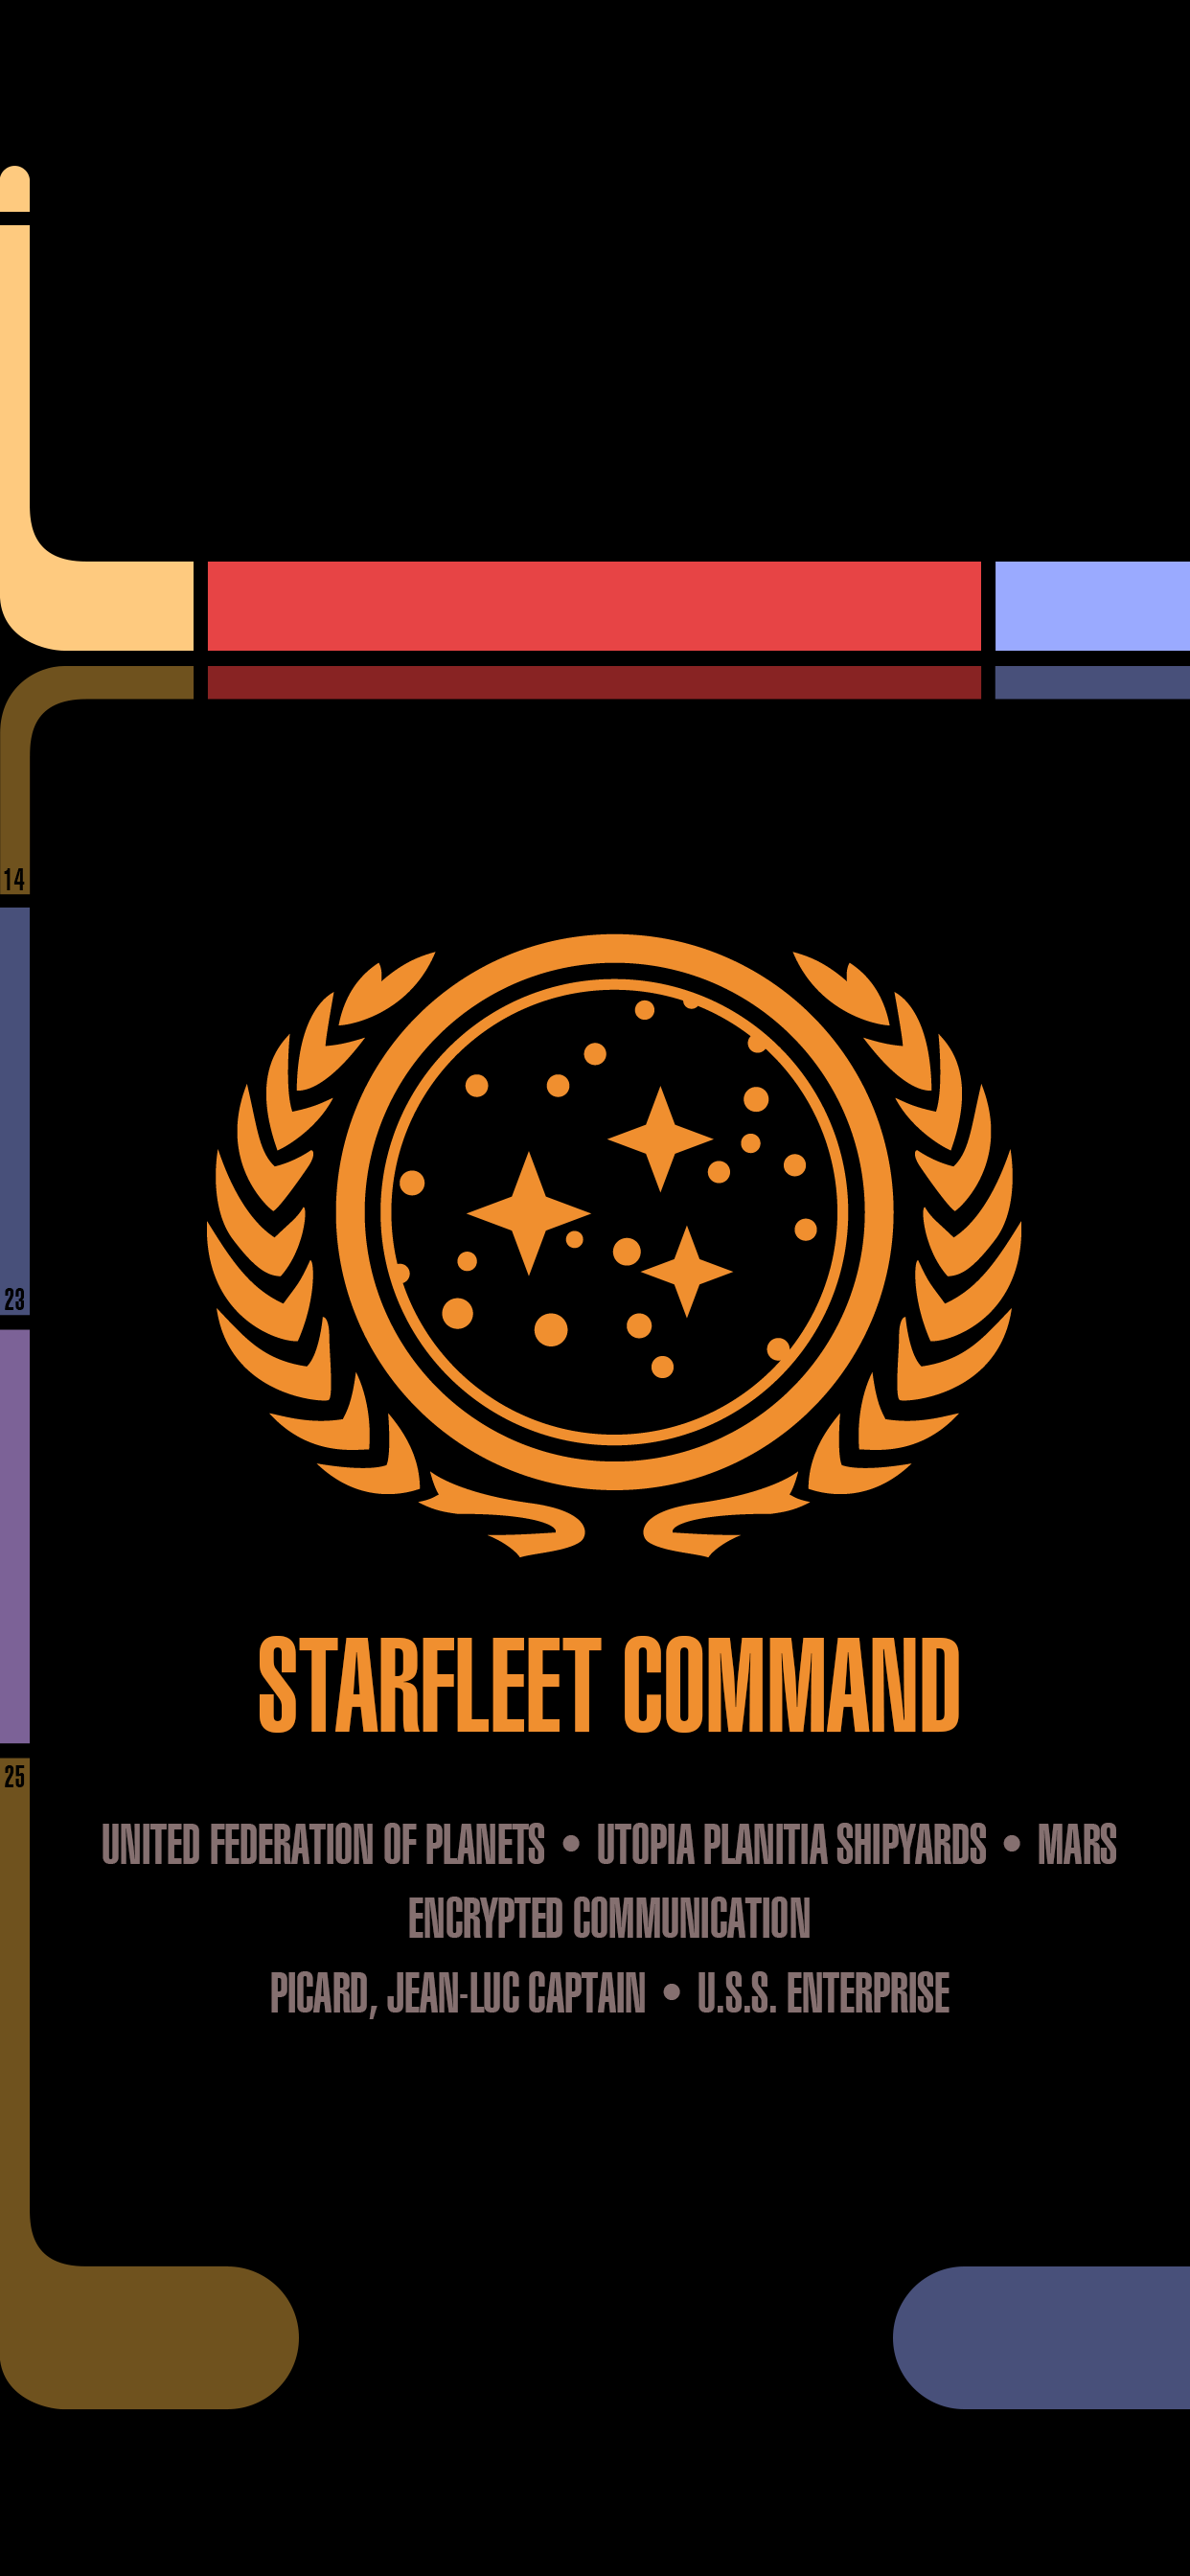 14
23
STARFLEET COMMAND
25
UNITED FEDERATION OF PLANETS • UTOPIA PLANITIA SHIPYARDS • MARS
ENCRYPTED COMMUNICATION
PICARD, JEAN-LUC CAPTAIN • U.S.S. ENTERPRISE